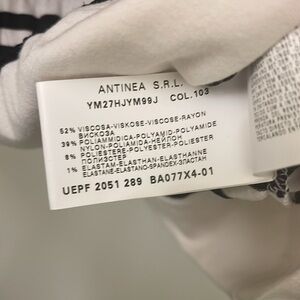 ANTINEA S.R.L.
YM27HJYM99J COL.103
52% VISCOSA-VISKOSE-VISCOSE-RAYON
ВИСКОЗА
39% POLIAMMIDICA-POLYAMID-POLYAMIDE
NYLON-POLIAMIDA-НЕЙЛОН
8% POLIESTERE-POLYESTER-POLIESTER
ПОЛИЭСТЕР
1% ELASTAM-ELASTHAN-ELASTHANNE
ELASTANE-ELASTANO-SPANDEX-ЭЛАСТАН
UEPF 2051 289 BA077X4-01